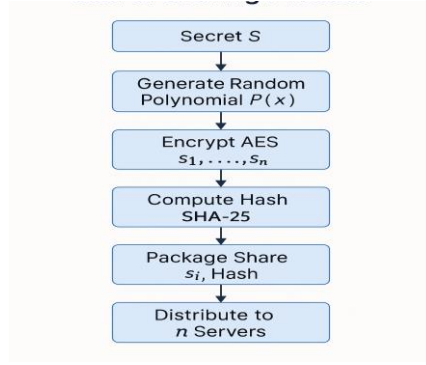 Secret S
Generate Random
Polynomial P(x)
Encrypt AES
s₁, . . . . ,sₙ
Compute Hash
SHA-25
Package Share
sᵢ, Hash
Distribute to
n Servers